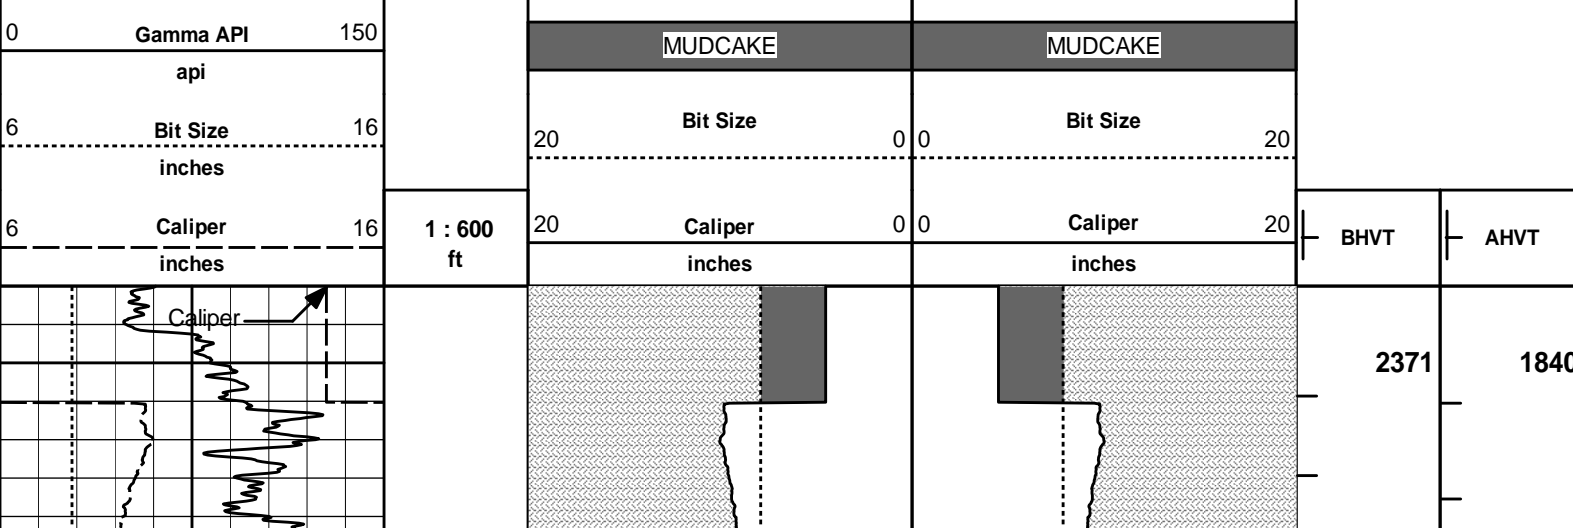 0 Gamma API 150
api
6 Bit Size 16
inches
6 Caliper 16
inches
1 : 600
ft
MUDCAKE MUDCAKE
Bit Size Bit Size
20 0 0 20
20 Caliper 0 0 Caliper 20
inches inches
BHVT AHVT
Caliper
2371 1840